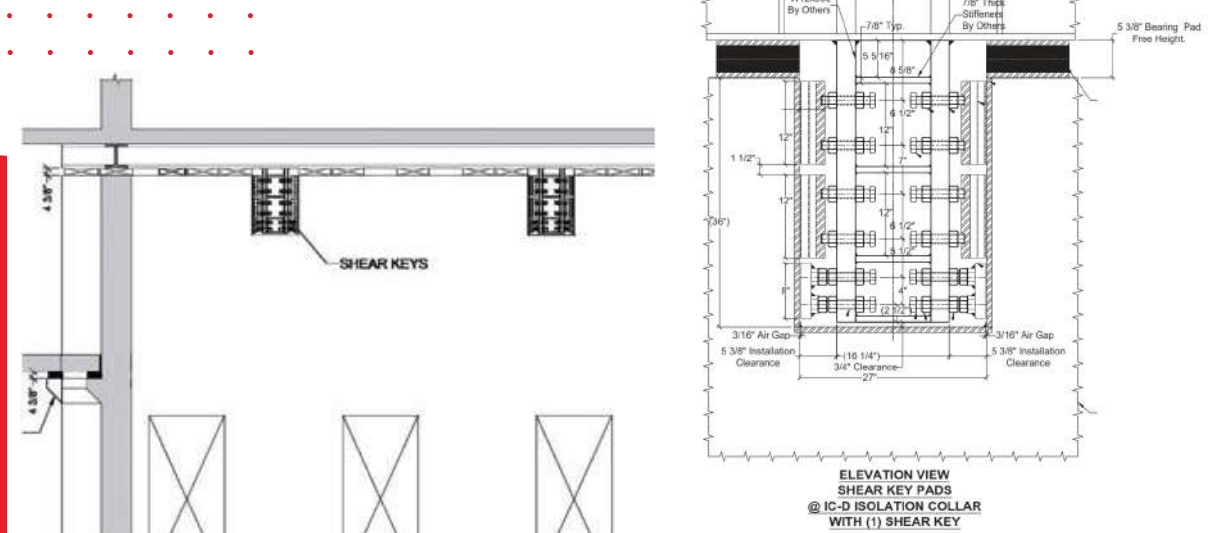 4 3/8"
SHEAR KEYS
4 3/8"
By Others
7/8" Thick
Stiffeners
By Others
7/8" Typ.
5 3/8" Bearing Pad
Free Height.
5 5/16"
8 5/8"
6 1/2"
12"
12"
7"
1 1/2"
12"
12"
(36")
6 1/2"
5 1/2"
8"
4"
(2 1/2")
3/16" Air Gap
3/16" Air Gap
5 3/8" Installation
Clearance
(16 1/4")
5 3/8" Installation
Clearance
3/4" Clearance
27"
ELEVATION VIEW
SHEAR KEY PADS
@ IC-D ISOLATION COLLAR
WITH (1) SHEAR KEY